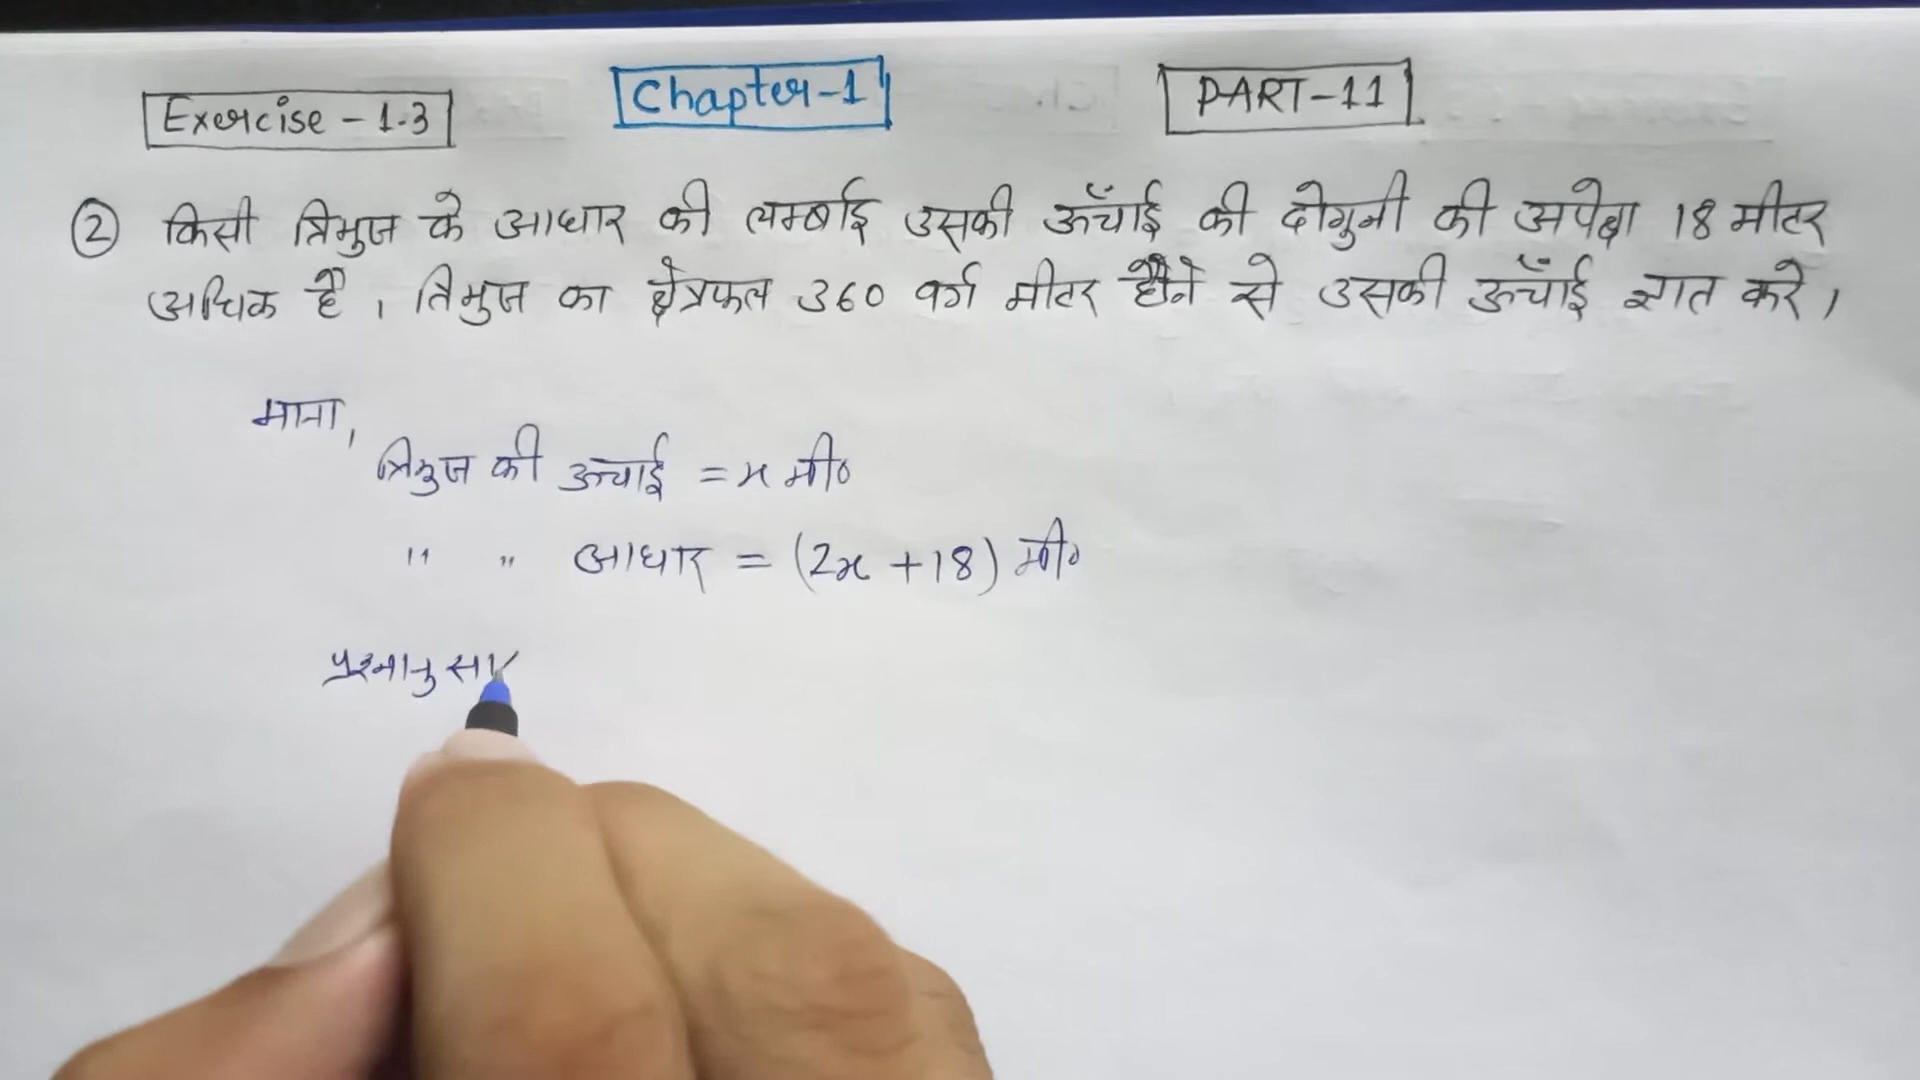 Exercise - 1.3
Chapter-1
PART-11
② किसी त्रिभुज के आधार की लम्बाई उसकी ऊँचाई की दोगुनी की अपेक्षा 18 मीटर
अधिक है, त्रिभुज का क्षेत्रफल 360 वर्ग मीटर होने से उसकी ऊँचाई ज्ञात करे,
माना,
त्रिभुज की ऊचाई = x मी०
" " आधार = (2x + 18) मी०
प्रश्नानुसार